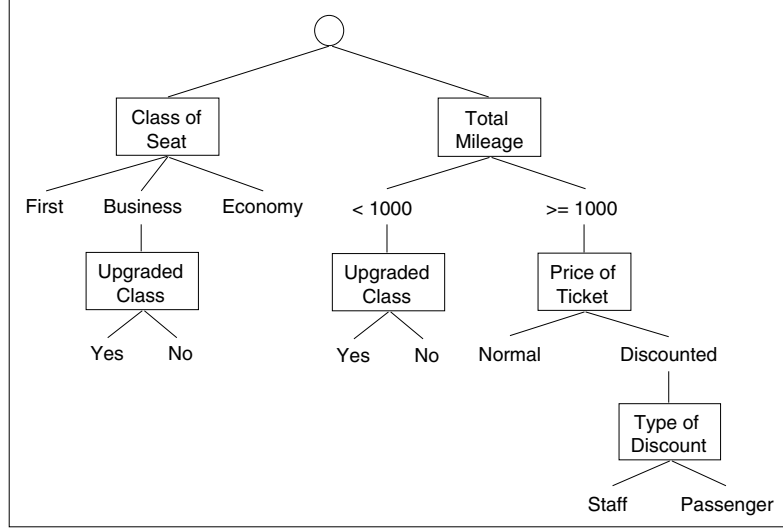 Class of
Seat
Total
Mileage
First
Business
Economy
< 1000
>= 1000
Upgraded
Class
Upgraded
Class
Price of
Ticket
Yes
No
Yes
No
Normal
Discounted
Type of
Discount
Staff
Passenger